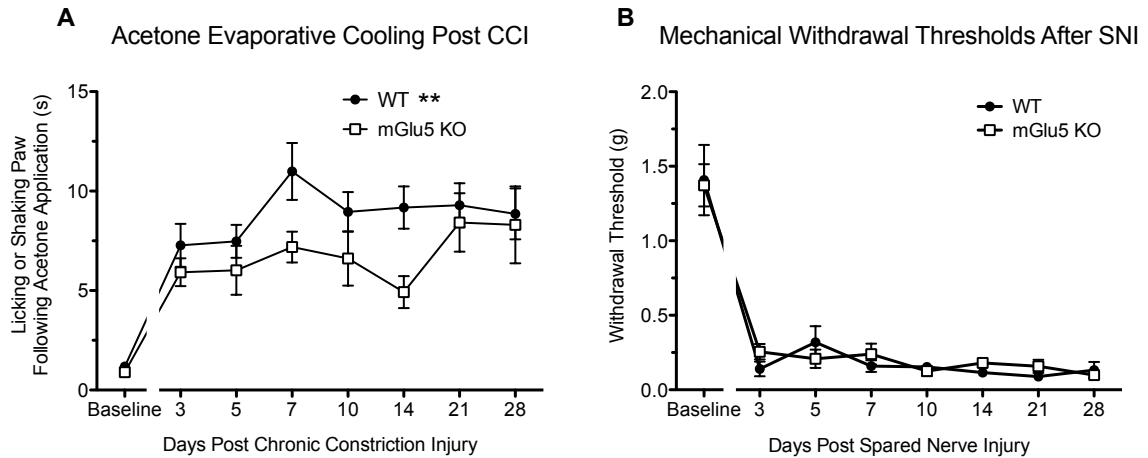 A
Acetone Evaporative Cooling Post CCI
Licking or Shaking Paw
Following Acetone Application (s)
15
10
5
0
WT **
mGlu5 KO
Baseline 3 5 7 10 14 21 28
Days Post Chronic Constriction Injury
B
Mechanical Withdrawal Thresholds After SNI
Withdrawal Threshold (g)
2.0
1.5
1.0
0.5
0.0
WT
mGlu5 KO
Baseline 3 5 7 10 14 21 28
Days Post Spared Nerve Injury